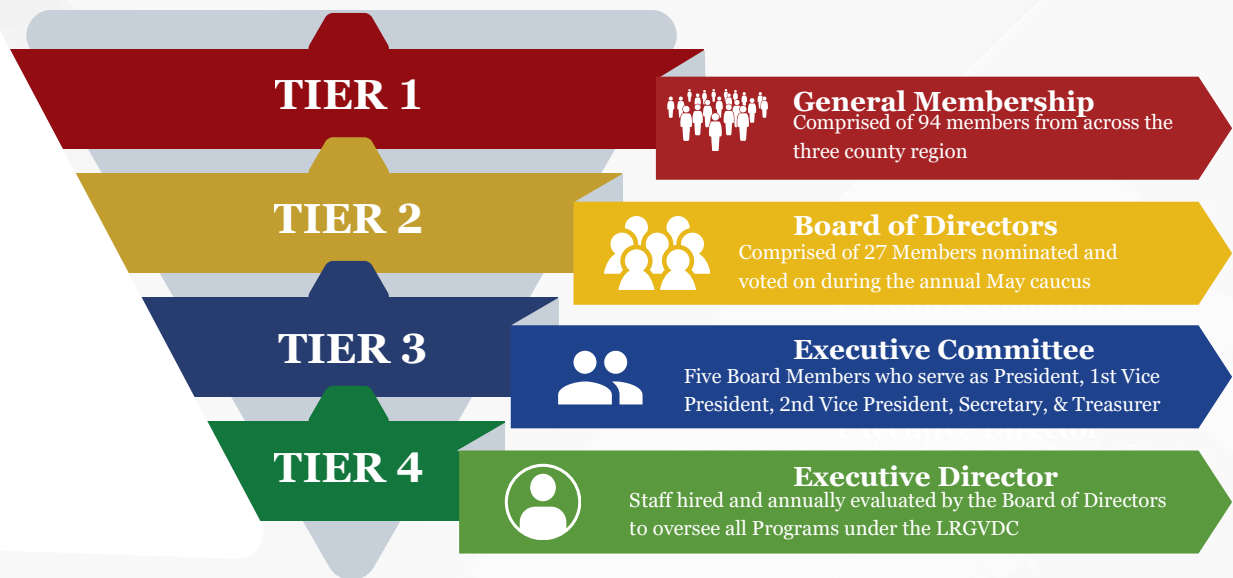 TIER 1
General Membership
Comprised of 94 members from across the
three county region
TIER 2
Board of Directors
Comprised of 27 Members nominated and
voted on during the annual May caucus
TIER 3
Executive Committee
Five Board Members who serve as President, 1st Vice
President, 2nd Vice President, Secretary, & Treasurer
TIER 4
Executive Director
Staff hired and annually evaluated by the Board of Directors
to oversee all Programs under the LRGVDC